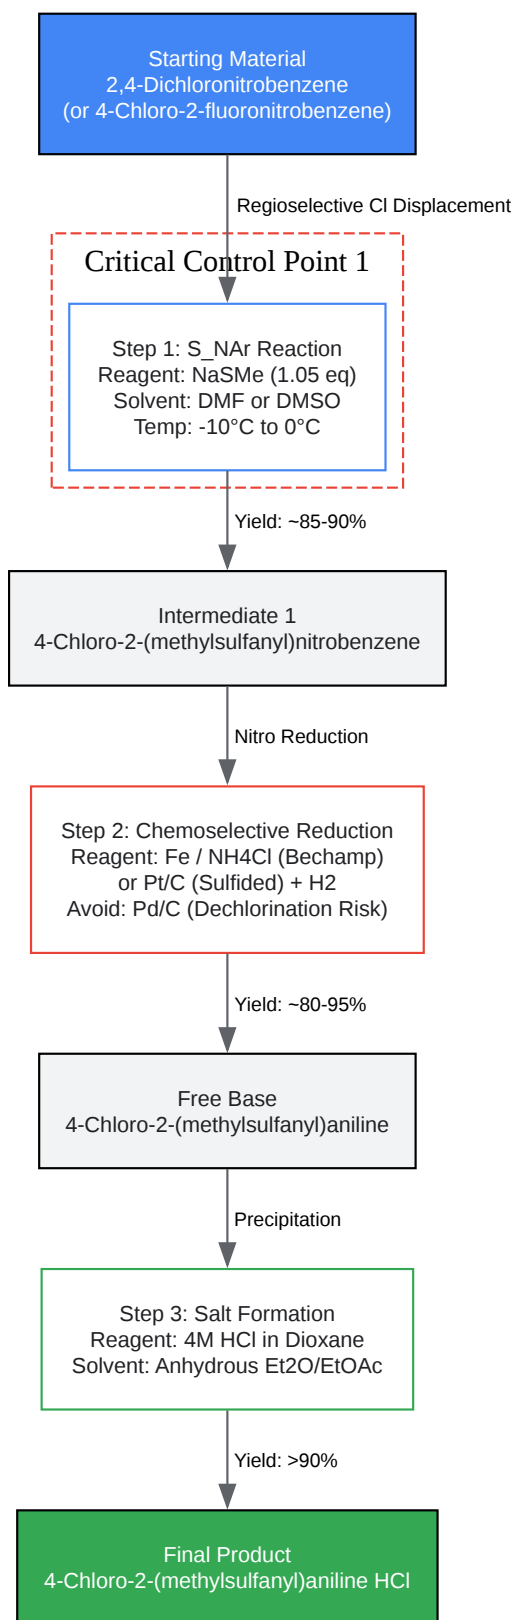 Starting Material
2,4-Dichloronitrobenzene
(or 4-Chloro-2-fluoronitrobenzene)
Regioselective Cl Displacement
Critical Control Point 1
Step 1: S_NAr Reaction
Reagent: NaSMe (1.05 eq)
Solvent: DMF or DMSO
Temp: -10°C to 0°C
Yield: ~85-90%
Intermediate 1
4-Chloro-2-(methylsulfanyl)nitrobenzene
Nitro Reduction
Step 2: Chemoselective Reduction
Reagent: Fe / NH4Cl (Bechamp)
or Pt/C (Sulfided) + H2
Avoid: Pd/C (Dechlorination Risk)
Yield: ~80-95%
Free Base
4-Chloro-2-(methylsulfanyl)aniline
Precipitation
Step 3: Salt Formation
Reagent: 4M HCl in Dioxane
Solvent: Anhydrous Et2O/EtOAc
Yield: >90%
Final Product
4-Chloro-2-(methylsulfanyl)aniline HCl